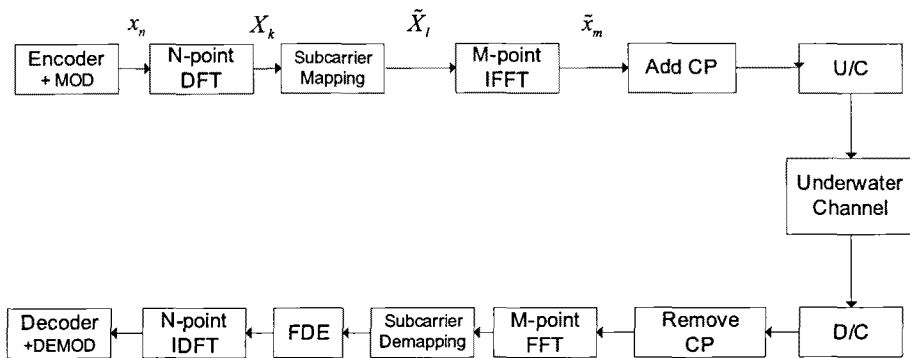 x_n
X_k
X̃_l
x̃_m
Encoder
+ MOD
N-point
DFT
Subcarrier
Mapping
M-point
IFFT
Add CP
U/C
Underwater
Channel
Decoder
+DEMOD
N-point
IDFT
FDE
Subcarrier
Demapping
M-point
FFT
Remove
CP
D/C